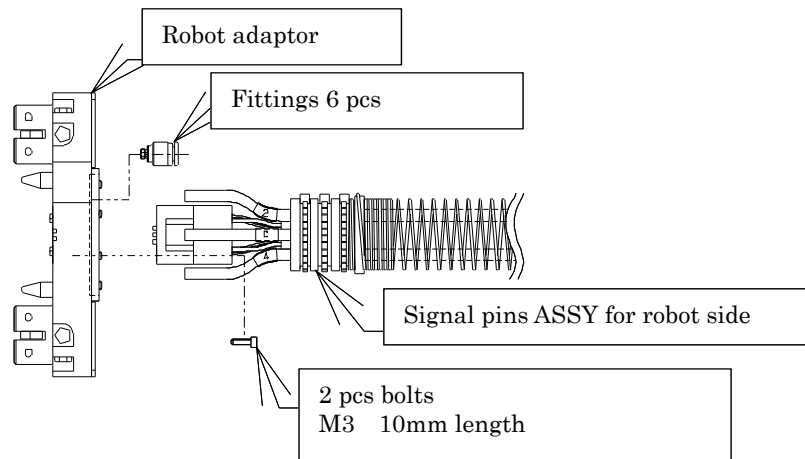 Robot adaptor
Fittings 6 pcs
Signal pins ASSY for robot side
2 pcs bolts
M3 10mm length